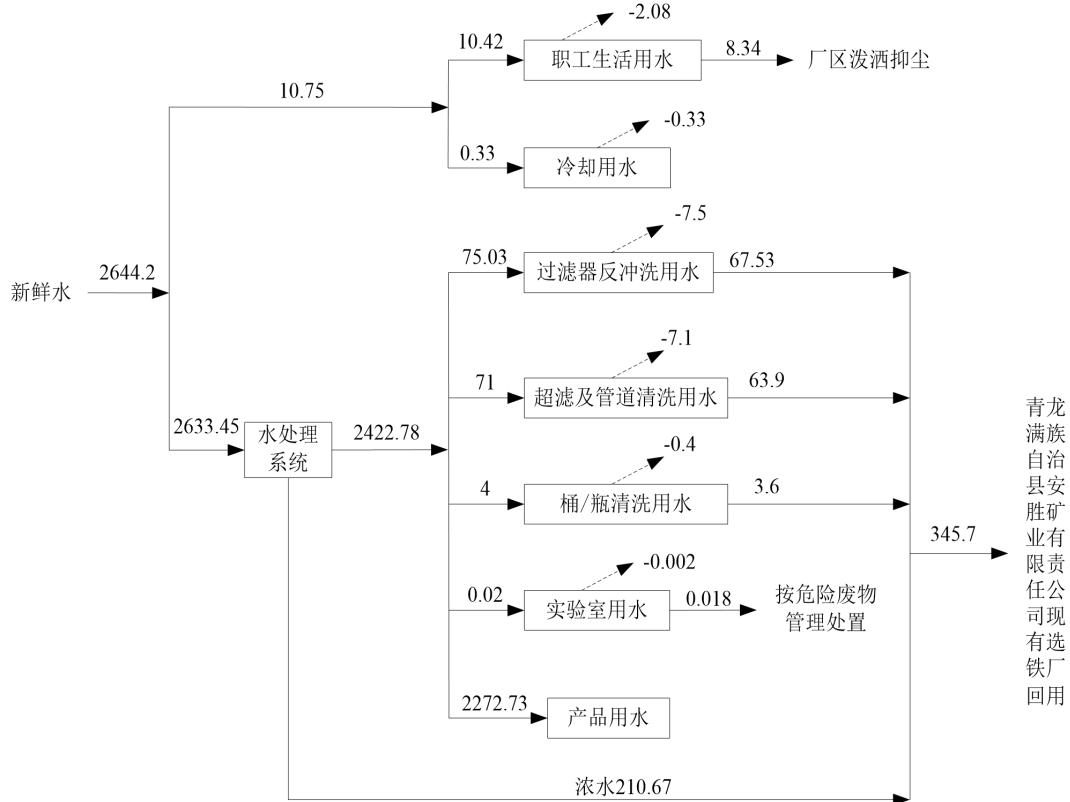 -2.08
10.42
职工生活用水
8.34
厂区泼洒抑尘
10.75
-0.33
0.33
冷却用水
-7.5
75.03
过滤器反冲洗用水
67.53
新鲜水
2644.2
-7.1
71
超滤及管道清洗用水
63.9
2633.45
水处理
系统
2422.78
-0.4
4
桶/瓶清洗用水
3.6
-0.002
0.02
实验室用水
0.018
按危险废物
管理处置
2272.73
产品用水
浓水210.67
345.7
青龙
满族
自治
县安
胜矿
业有
限责
任公
司现
有选
铁厂
回用